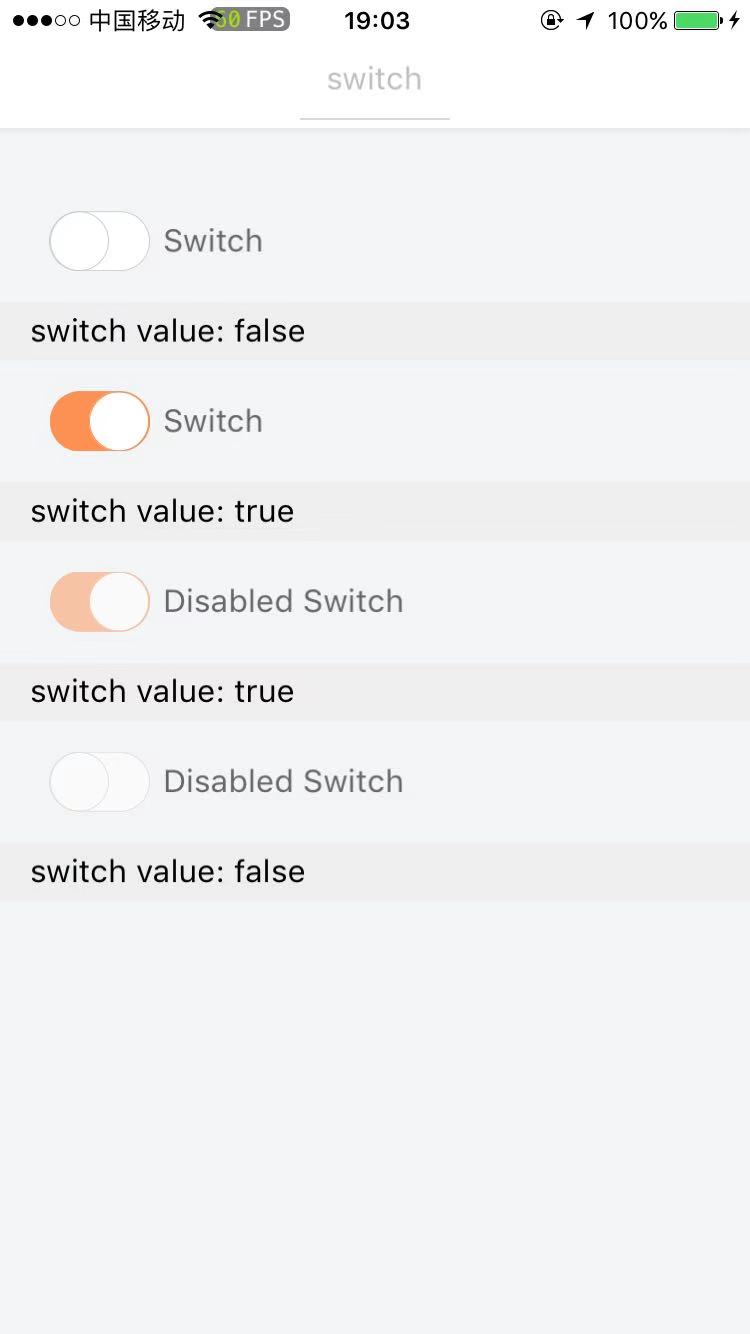 中国移动 60 FPS 19:03 100%
switch
Switch
switch value: false
Switch
switch value: true
Disabled Switch
switch value: true
Disabled Switch
switch value: false